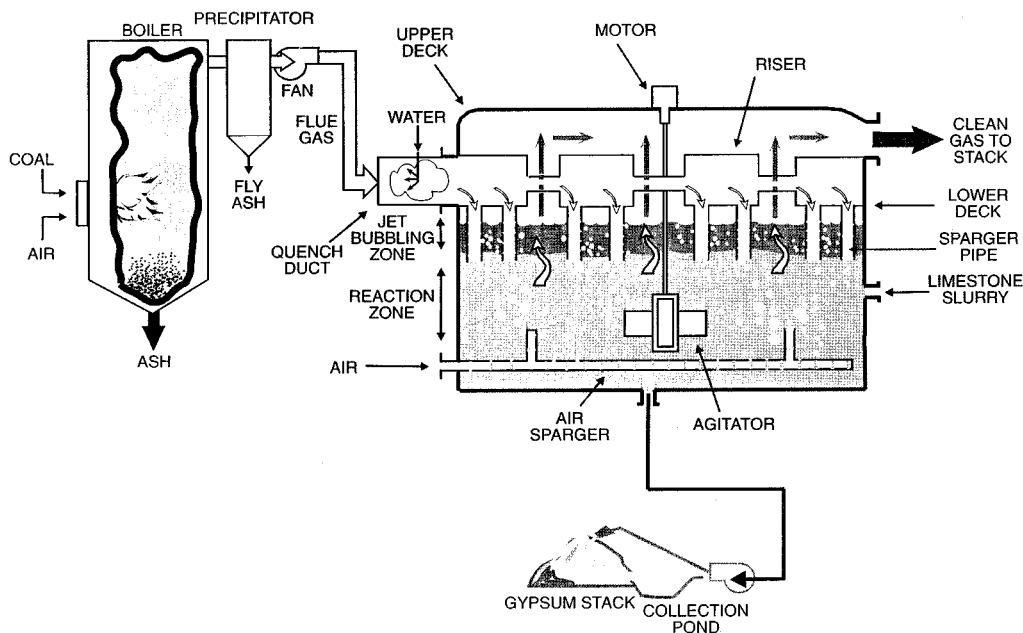 BOILER
PRECIPITATOR
FAN
FLUE
GAS
COAL
AIR
FLY
ASH
ASH
UPPER
DECK
MOTOR
RISER
WATER
CLEAN
GAS TO
STACK
QUENCH
DUCT
JET
BUBBLING
ZONE
LOWER
DECK
SPARGER
PIPE
REACTION
ZONE
LIMESTONE
SLURRY
AIR
AIR
SPARGER
AGITATOR
GYPSUM STACK
COLLECTION
POND